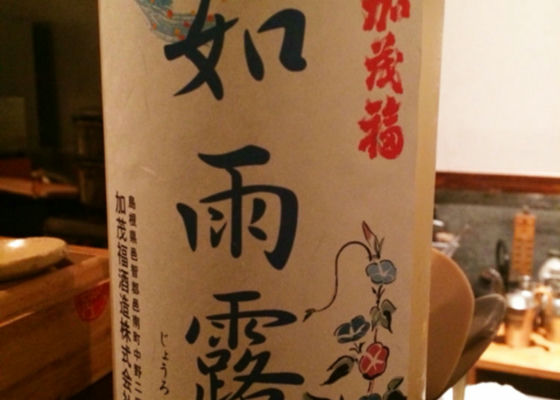 加茂福
如雨露
じょうろ
島根県邑智郡邑南町中野二
加茂福酒造株式会社